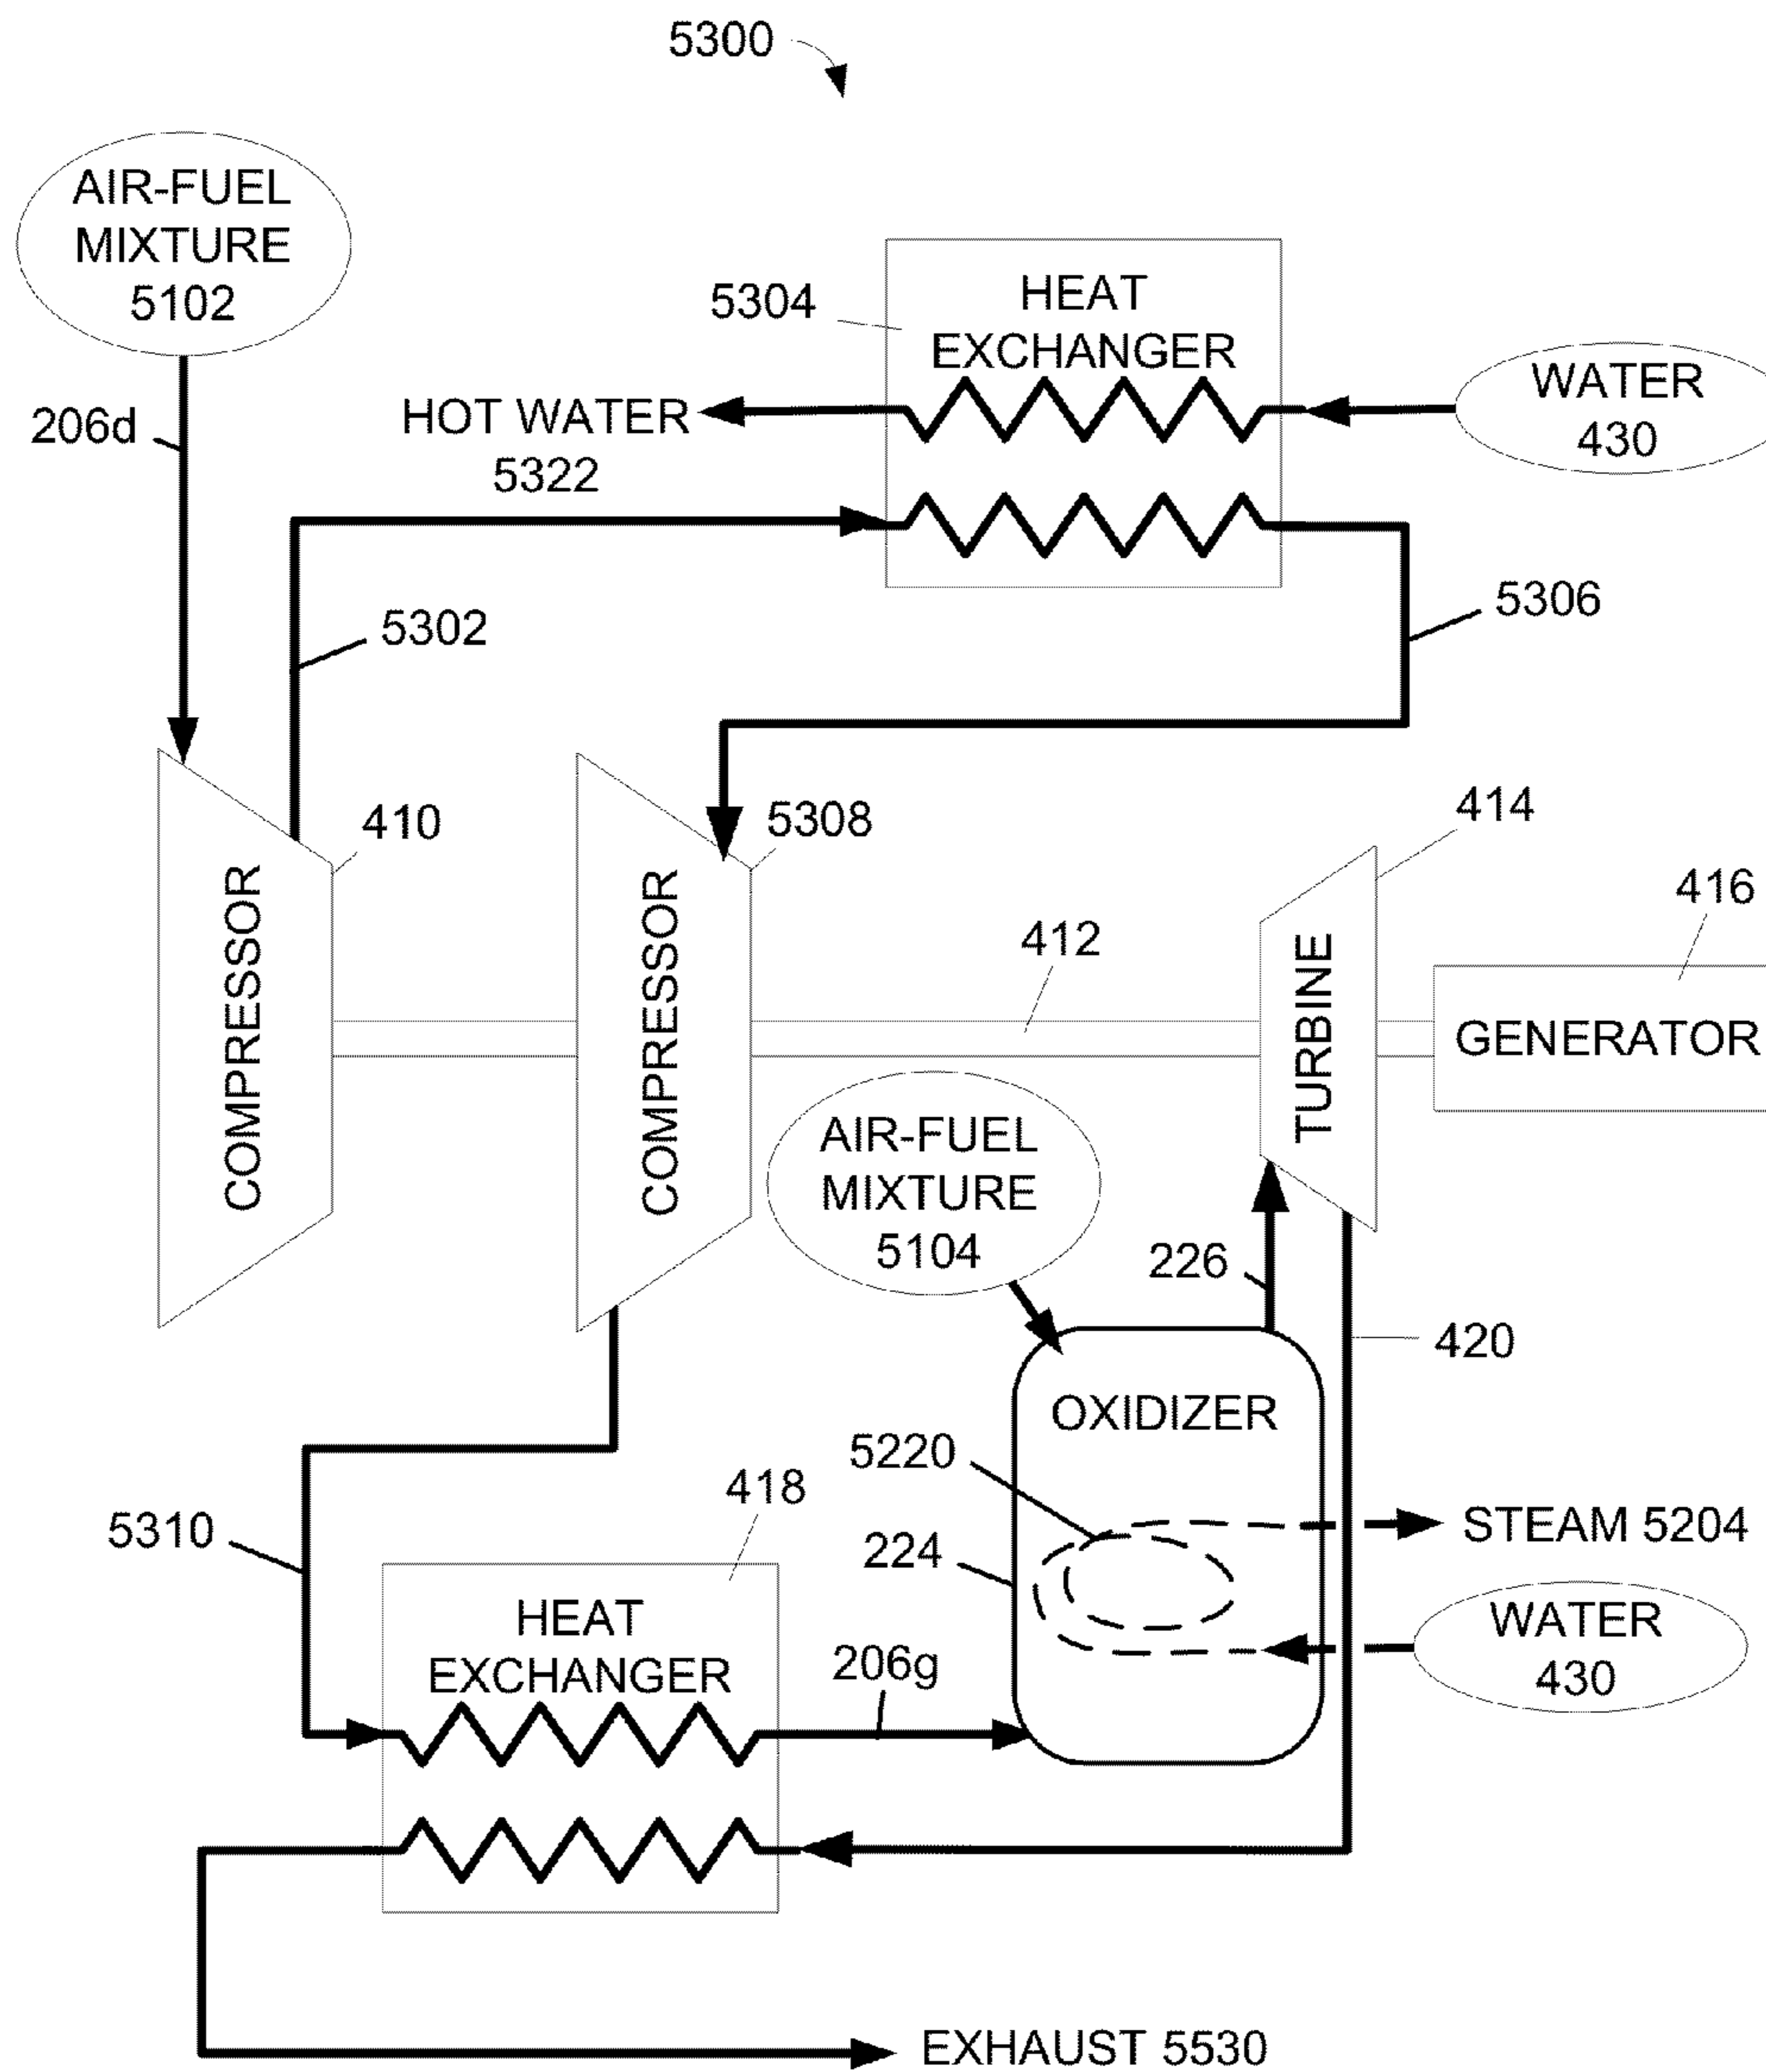 5300
AIR-FUEL
MIXTURE
5102
5304
HEAT
EXCHANGER
WATER
430
206d
HOT WATER
5322
5302
5306
410
5308
414
416
412
COMPRESSOR
COMPRESSOR
TURBINE
GENERATOR
AIR-FUEL
MIXTURE
5104
226
420
OXIDIZER
5220
418
5310
224
STEAM 5204
HEAT
EXCHANGER
206g
WATER
430
EXHAUST 5530